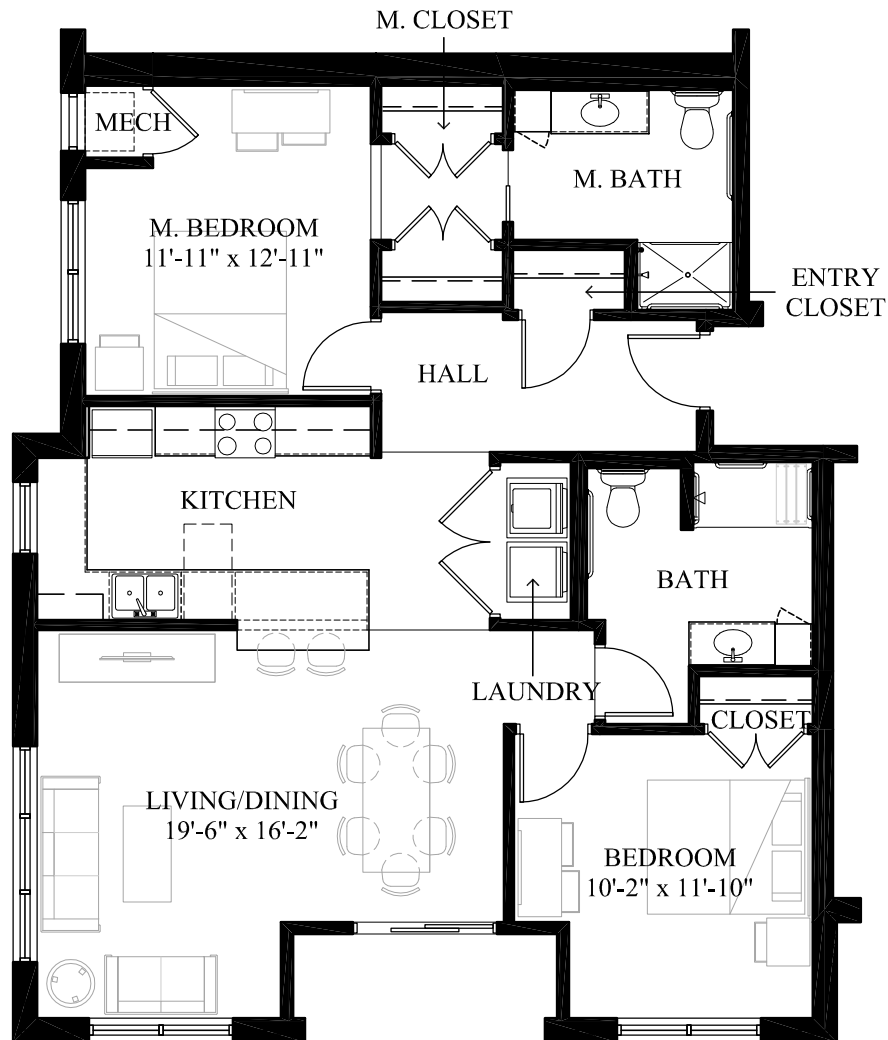 M. CLOSET
MECH
M. BATH
M. BEDROOM
11'-11" x 12'-11"
ENTRY
CLOSET
HALL
KITCHEN
BATH
LAUNDRY
CLOSET
LIVING/DINING
19'-6" x 16'-2"
BEDROOM
10'-2" x 11'-10"